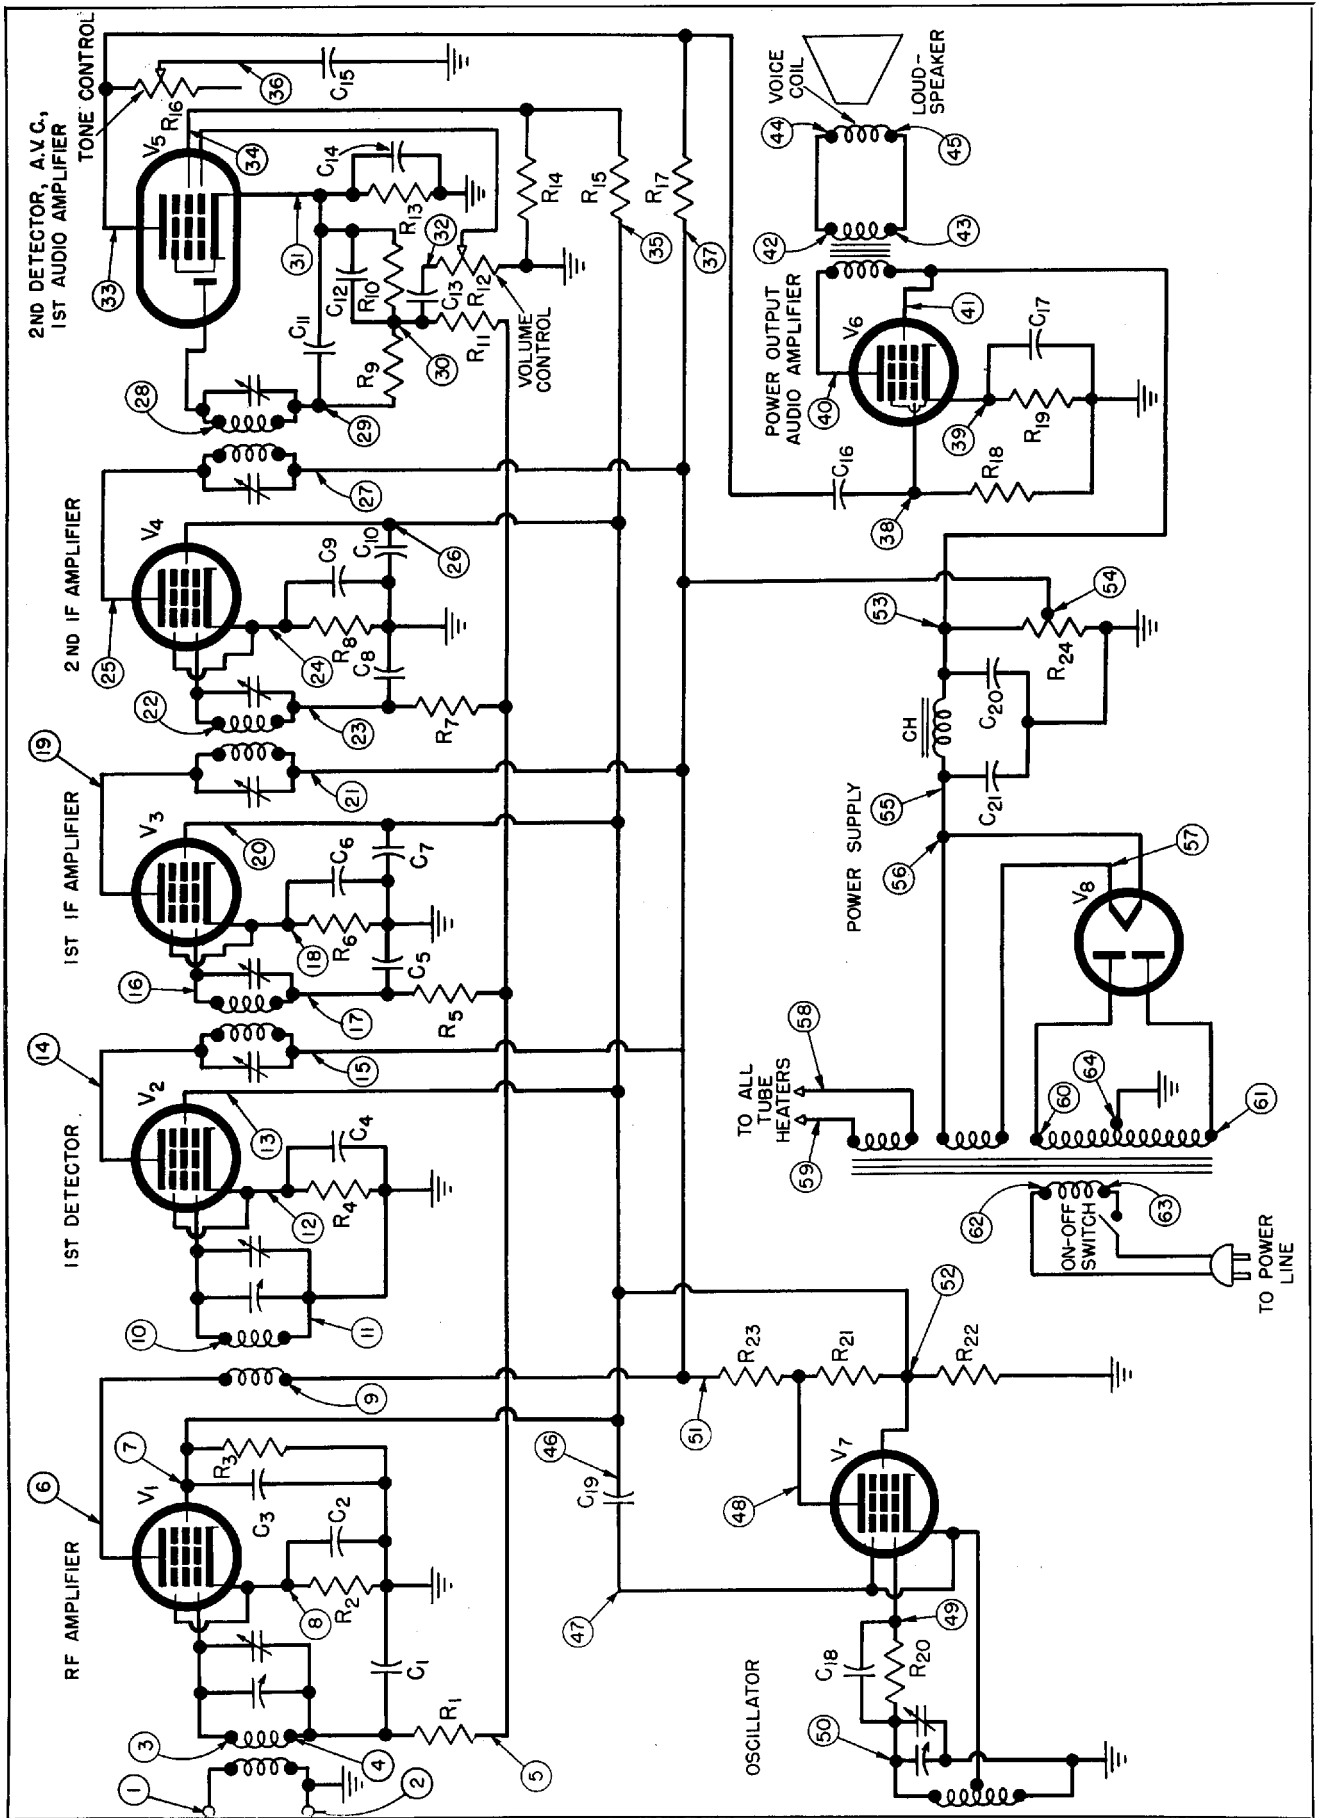 RF AMPLIFIER
1ST DETECTOR
1ST IF AMPLIFIER
2ND IF AMPLIFIER
2ND DETECTOR, A.V.C.,
1ST AUDIO AMPLIFIER
TONE CONTROL
6
14
19
25
33
V1
V2
V3
V4
V5
R16
36
C15
34
1
2
3
4
5
7
8
C1
R1
R2
C2
C3
R3
9
10
11
12
13
R4
C4
15
16
17
18
C5
R5
R6
C6
C7
20
21
22
23
24
C8
R7
R8
C9
C10
26
27
28
29
30
31
32
C11
C12
R9
R10
R11
C13
R12
VOLUME
CONTROL
R13
C14
R14
R15
R17
35
37
46
C19
47
OSCILLATOR
V7
48
49
50
C18
R20
51
R23
R21
52
R22
POWER SUPPLY
TO ALL
TUBE
HEATERS
58
59
60
61
62
63
64
ON-OFF
SWITCH
TO POWER
LINE
V8
57
56
55
CH
C21
C20
53
54
R24
POWER OUTPUT
AUDIO AMPLIFIER
V6
C16
38
R18
39
R19
C17
40
41
42
43
44
45
VOICE
COIL
LOUD-
SPEAKER